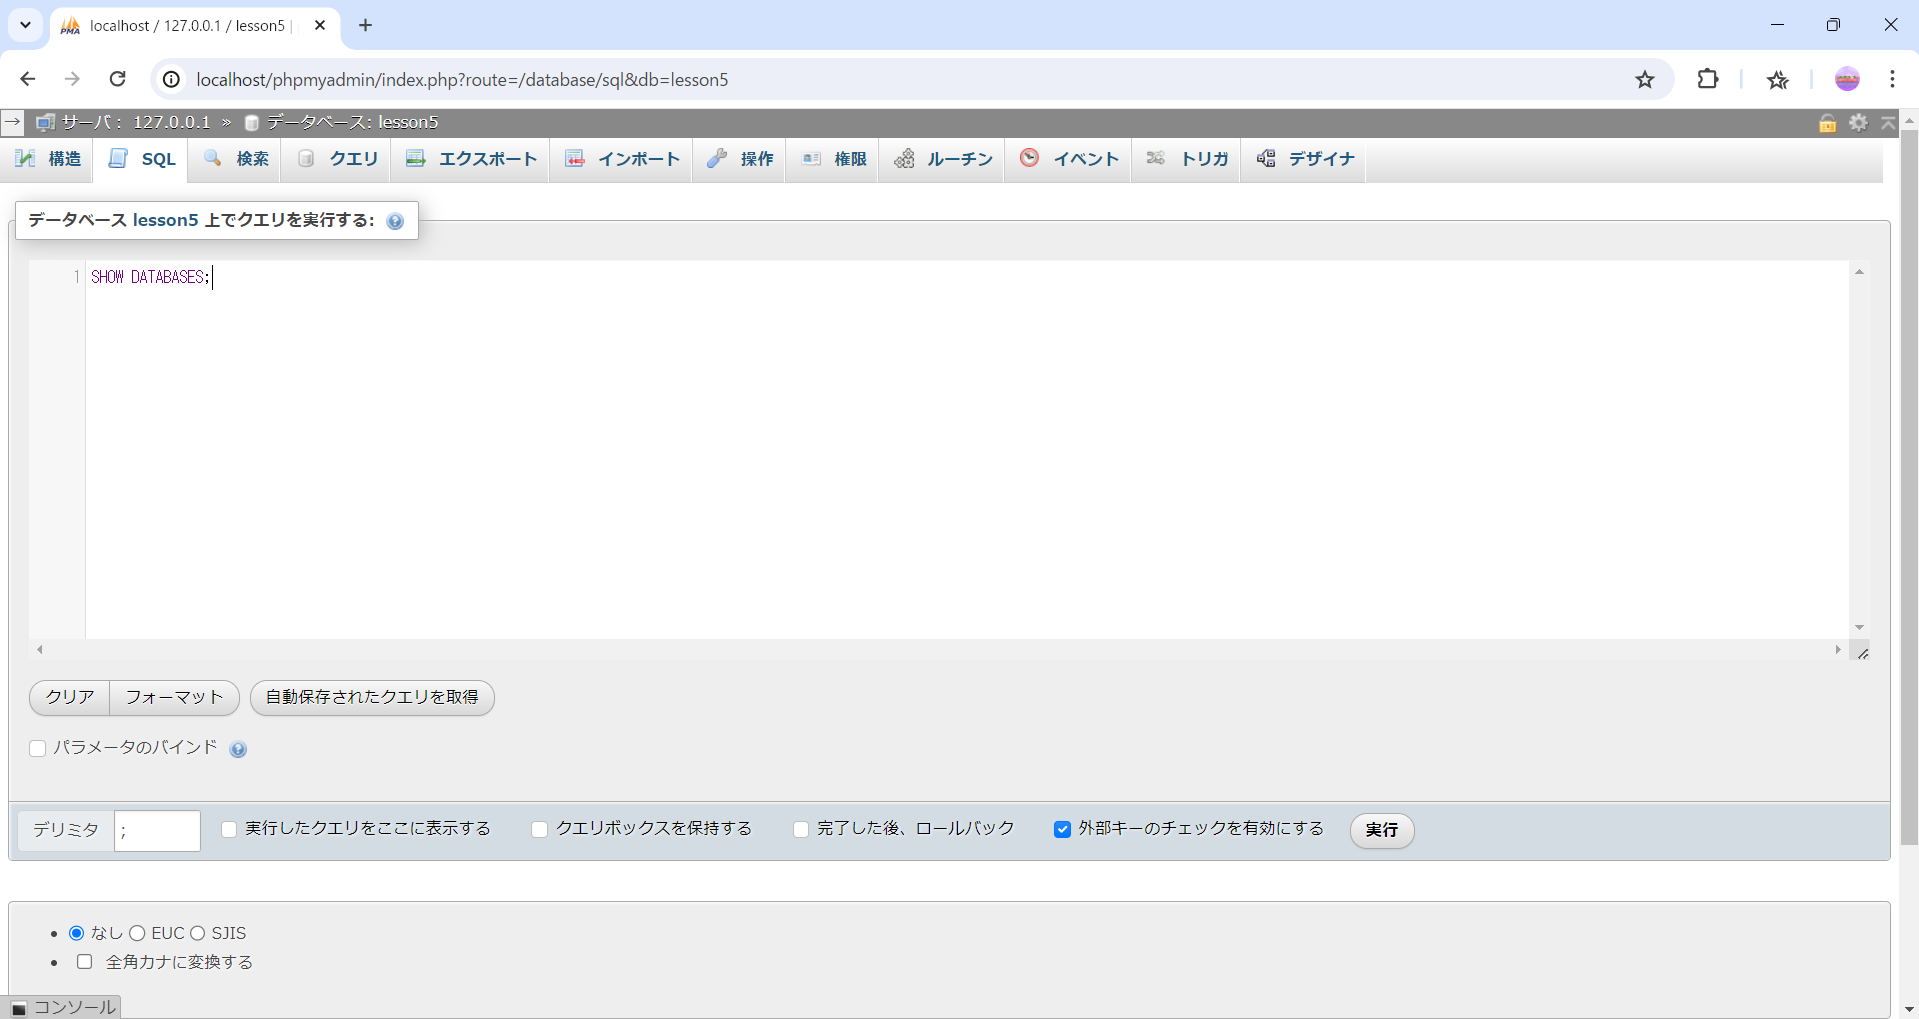 localhost / 127.0.0.1 / lesson5 |
localhost/phpmyadmin/index.php?route=/database/sql&db=lesson5
サーバ： 127.0.0.1 » データベース: lesson5
構造 SQL 検索 クエリ エクスポート インポート 操作 権限 ルーチン イベント トリガ デザイナ
データベース lesson5 上でクエリを実行する:
1 SHOW DATABASES;
クリア フォーマット 自動保存されたクエリを取得
パラメータのバインド
デリミタ ; 実行したクエリをここに表示する クエリボックスを保持する 完了した後、ロールバック 外部キーのチェックを有効にする 実行
なし EUC SJIS
全角カナに変換する
コンソール